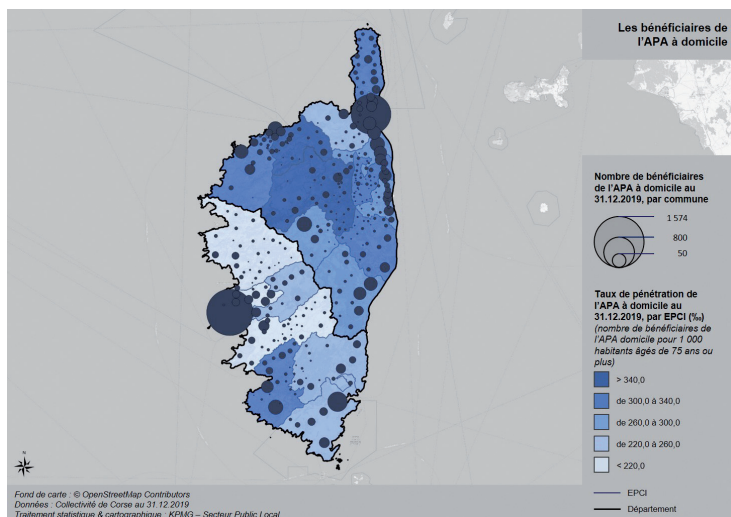 Les bénéficiaires de
l'APA à domicile
Nombre de bénéficiaires
de l'APA à domicile au
31.12.2019, par commune
1 574
800
50
Taux de pénétration de
l'APA à domicile au
31.12.2019, par EPCI (‰)
(nombre de bénéficiaires de
l'APA domicile pour 1 000
habitants âgés de 75 ans ou
plus)
> 340,0
de 300,0 à 340,0
de 260,0 à 300,0
de 220,0 à 260,0
< 220,0
EPCI
Département
Fond de carte : © OpenStreetMap Contributors
Données : Collectivité de Corse au 31.12.2019
Traitement statistique & cartographique : KPMG – Secteur Public Local